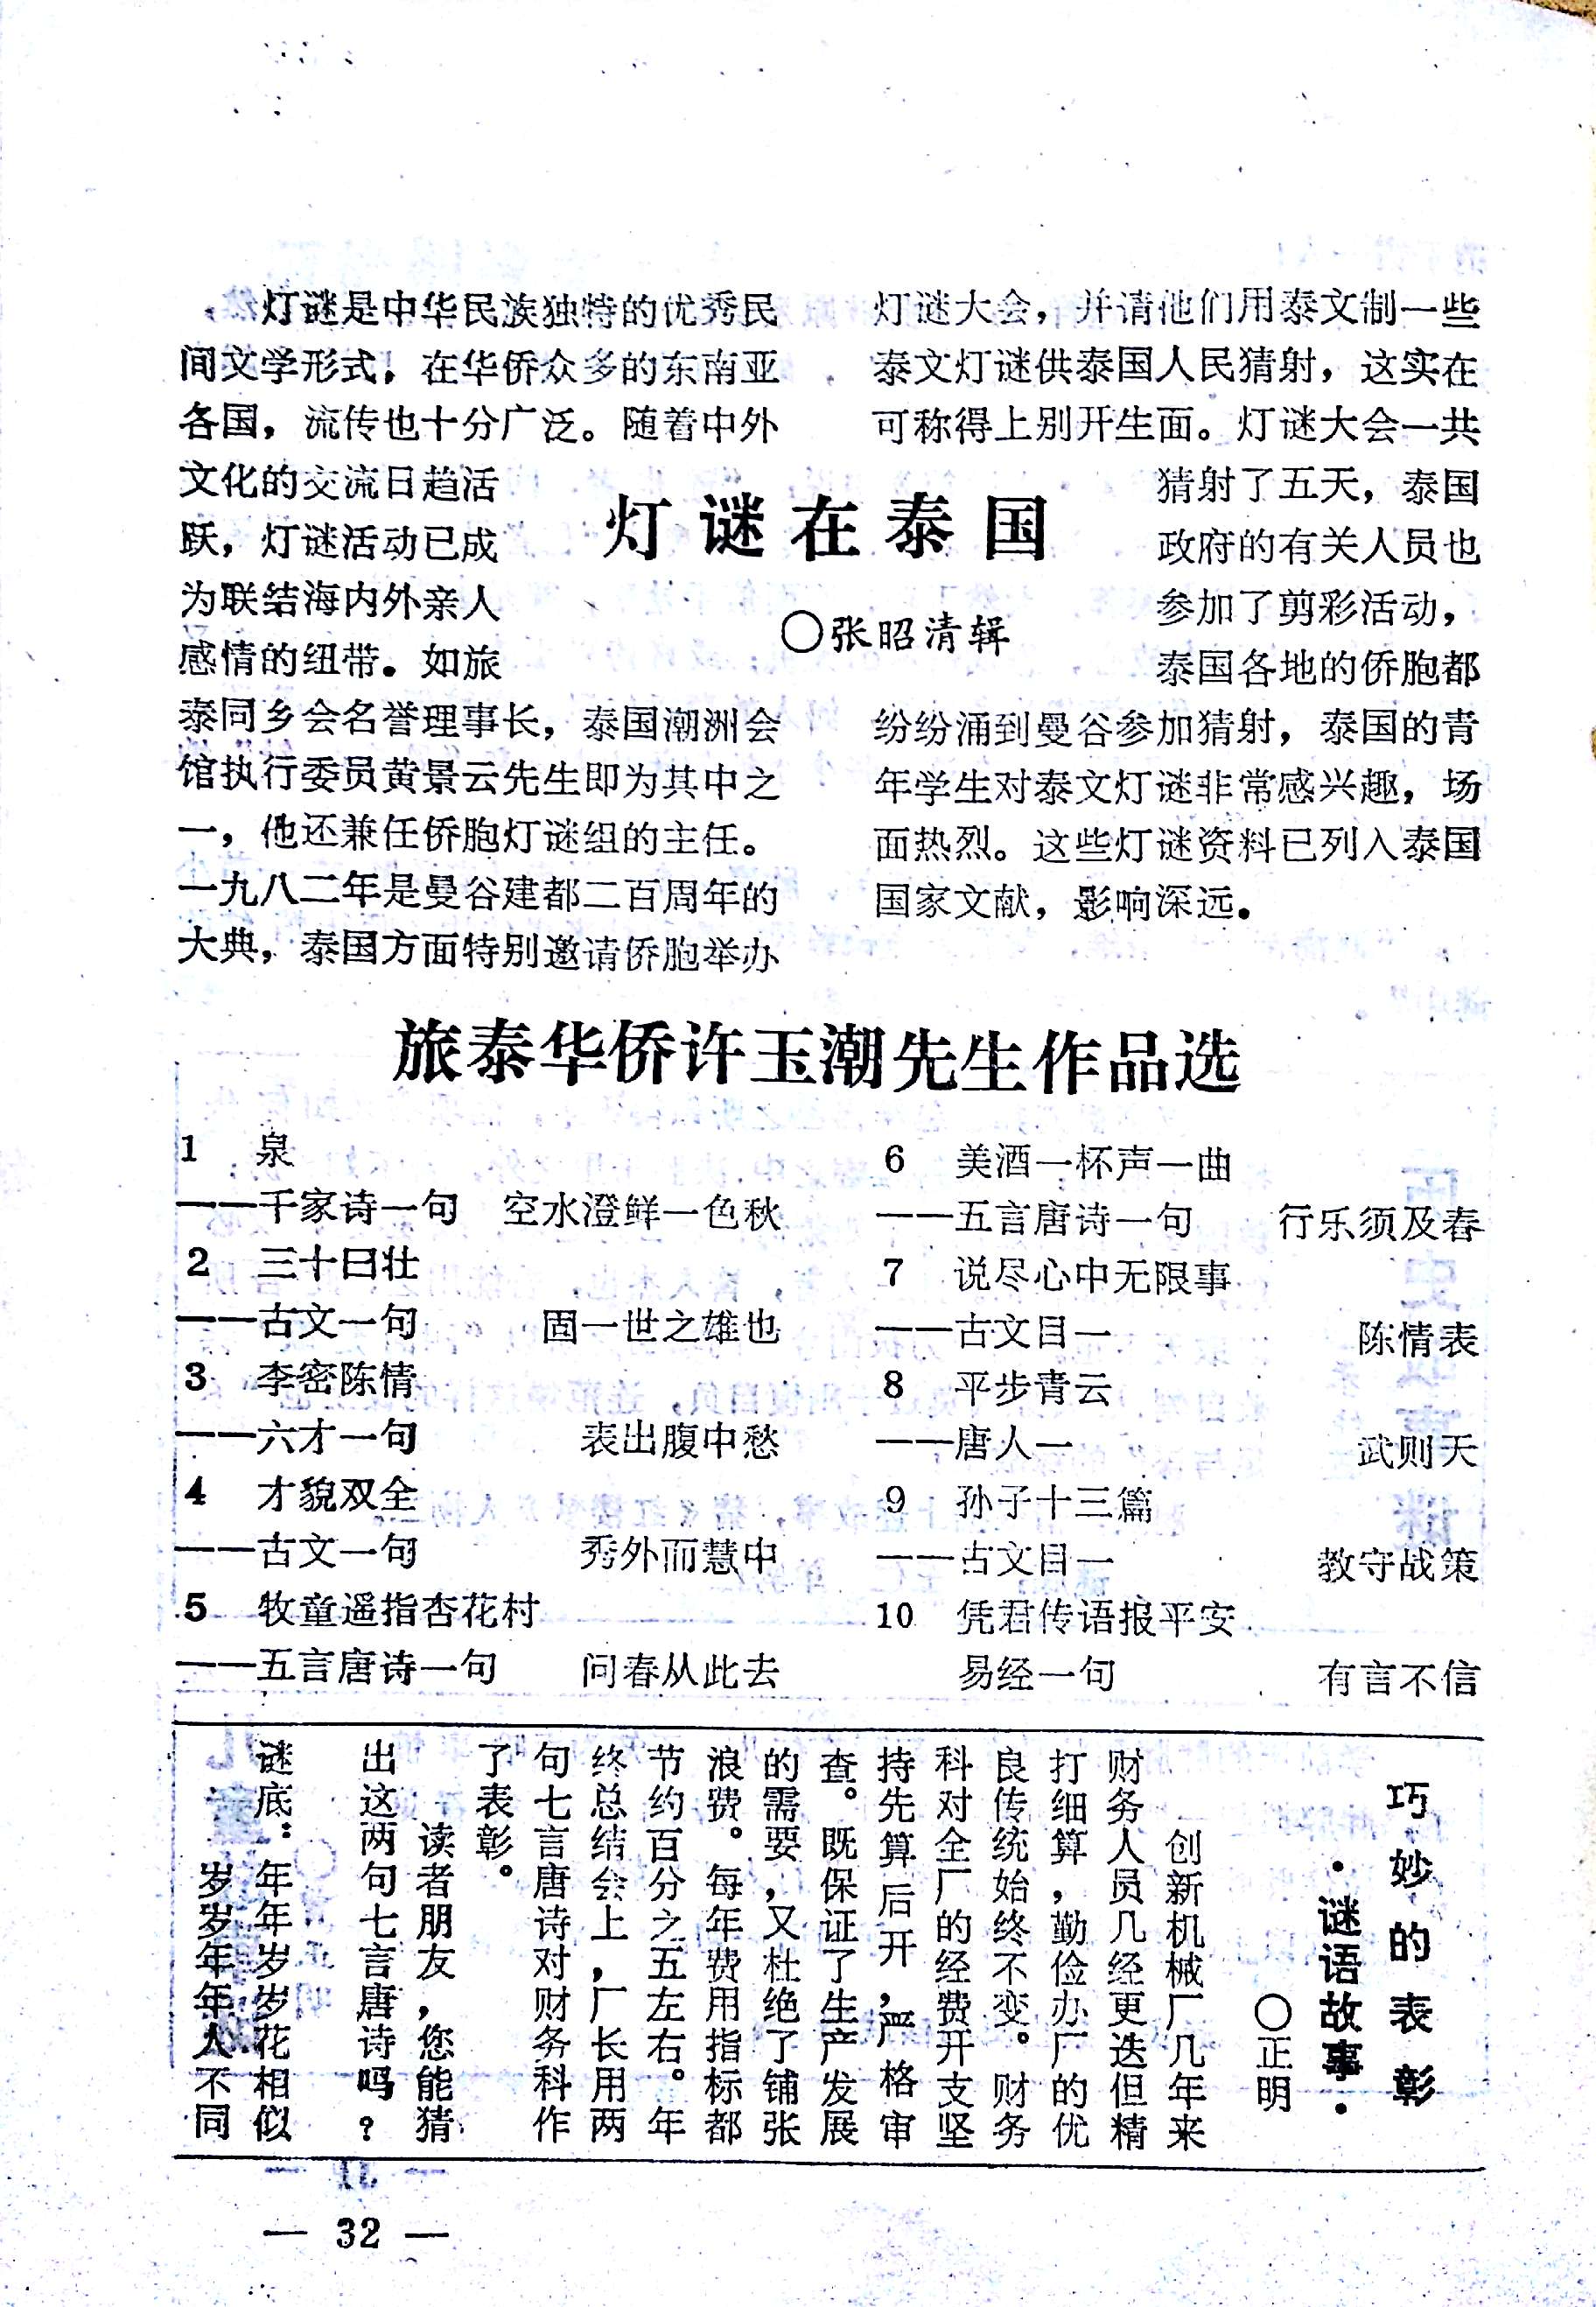 灯谜在泰国
〇张昭清辑
灯谜是中华民族独特的优秀民
间文学形式，在华侨众多的东南亚
各国，流传也十分广泛。随着中外
文化的交流日趋活
跃，灯谜活动已成
为联结海内外亲人
感情的纽带。如旅
泰同乡会名誉理事长，泰国潮洲会
馆执行委员黄景云先生即为其中之
一，他还兼任侨胞灯谜组的主任。
一九八二年是曼谷建都二百周年的
大典，泰国方面特别邀请侨胞举办
灯谜大会，并请他们用泰文制一些
泰文灯谜供泰国人民猜射，这实在
可称得上别开生面。灯谜大会一共
猜射了五天，泰国
政府的有关人员也
参加了剪彩活动，
泰国各地的侨胞都
纷纷涌到曼谷参加猜射，泰国的青
年学生对泰文灯谜非常感兴趣，场
面热烈。这些灯谜资料已列入泰国
国家文献，影响深远。
旅泰华侨许玉潮先生作品选
1 泉
——千家诗一句 空水澄鲜一色秋
2 三十曰壮
——古文一句 固一世之雄也
3 李密陈情
——六才一句 表出腹中愁
4 才貌双全
——古文一句 秀外而慧中
5 牧童遥指杏花村
——五言唐诗一句 问春从此去
6 美酒一杯声一曲
——五言唐诗一句 行乐须及春
7 说尽心中无限事
——古文目一 陈情表
8 平步青云
——唐人一 武则天
9 孙子十三篇
——古文目一 教守战策
10 凭君传语报平安
易经一句 有言不信
巧妙的表彰
·谜语故事·
〇正明
创新机械厂几年来
财务人员几经更迭但精
打细算，勤俭办厂的优
良传统始终不变。财务
科对全厂的经费开支坚
持先算后开，严格审
查。既保证了生产发展
的需要，又杜绝了铺张
浪费。每年费用指标都
节约百分之五左右。年
终总结会上，厂长用两
句七言唐诗对财务科作
了表彰。
读者朋友，您能猜
出这两句七言唐诗吗？
谜底：年年岁岁花相似
岁岁年年人不同
— 32 —